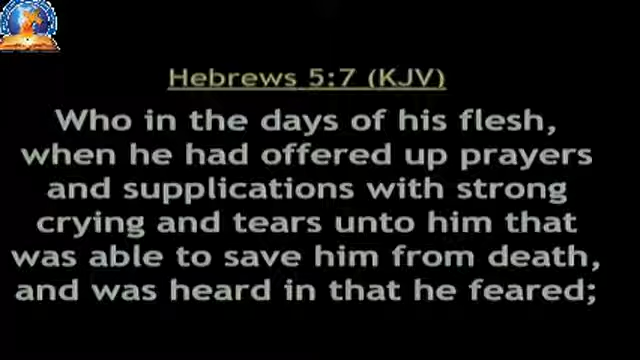 Hebrews 5:7 (KJV)
Who in the days of his flesh,
when he had offered up prayers
and supplications with strong
crying and tears unto him that
was able to save him from death,
and was heard in that he feared;